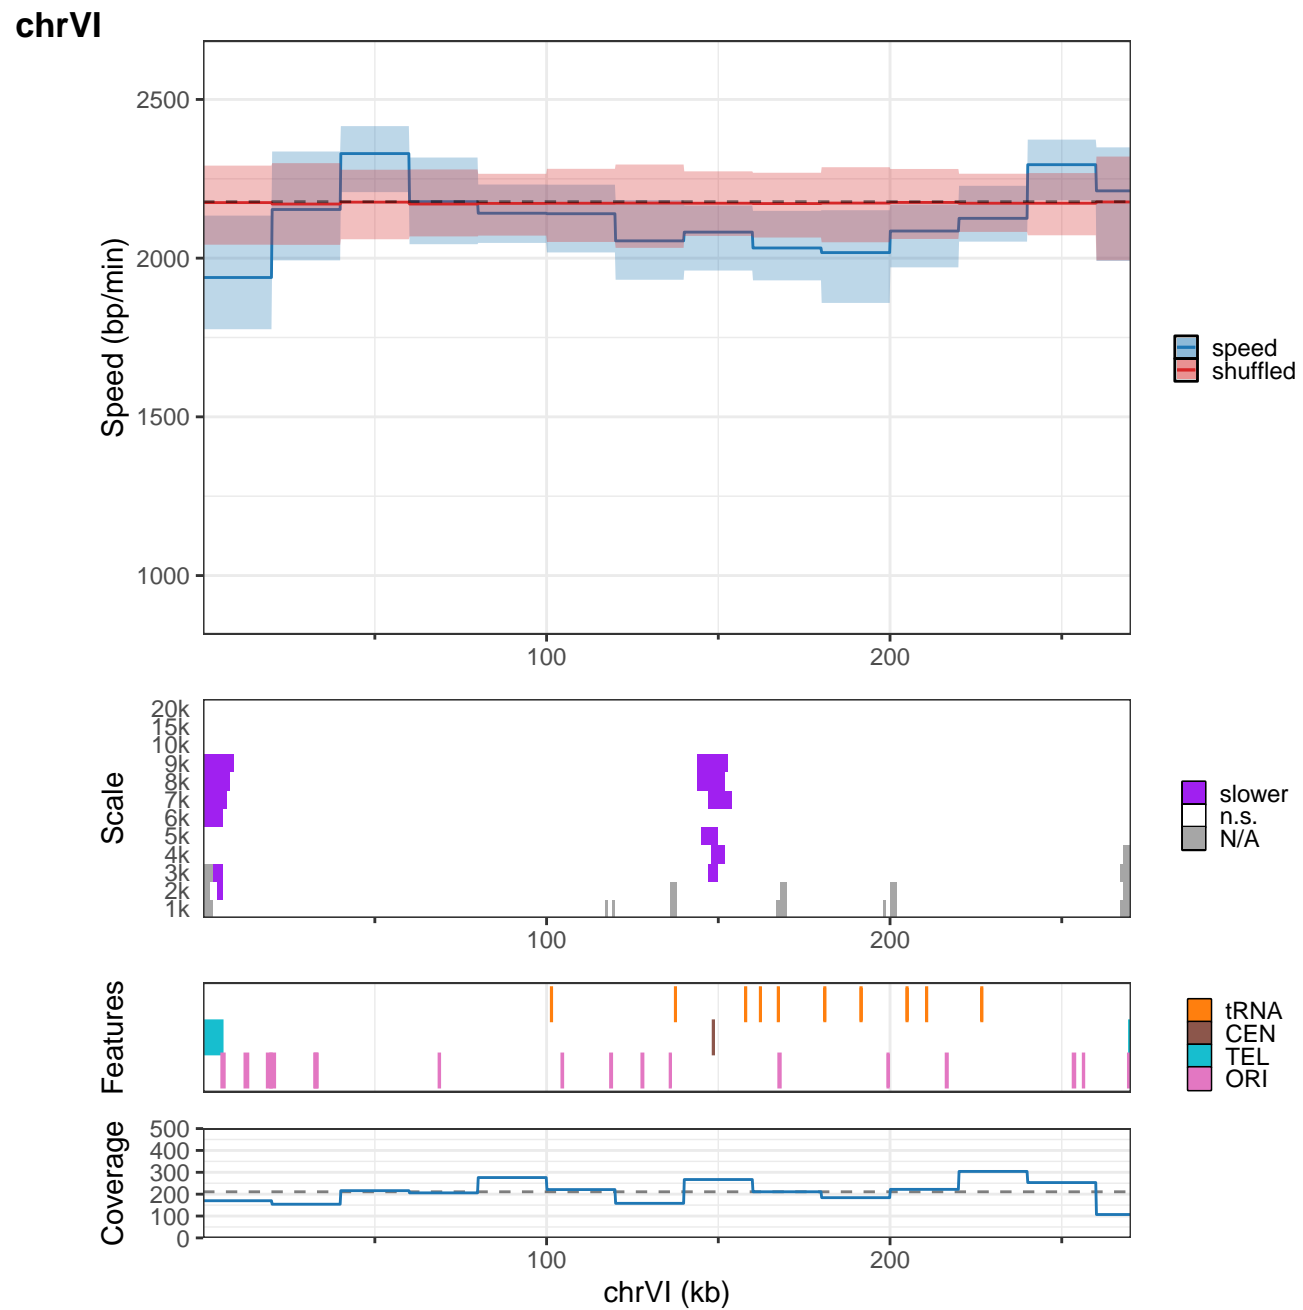 chrVI
2500
2000
1500
1000
Speed (bp/min)
100
200
speed
shuffled
20k
15k
10k
9k
8k
7k
6k
5k
4k
3k
2k
1k
Scale
100
200
slower
n.s.
N/A
Features
tRNA
CEN
TEL
ORI
500
400
300
200
100
0
Coverage
100
200
chrVI (kb)